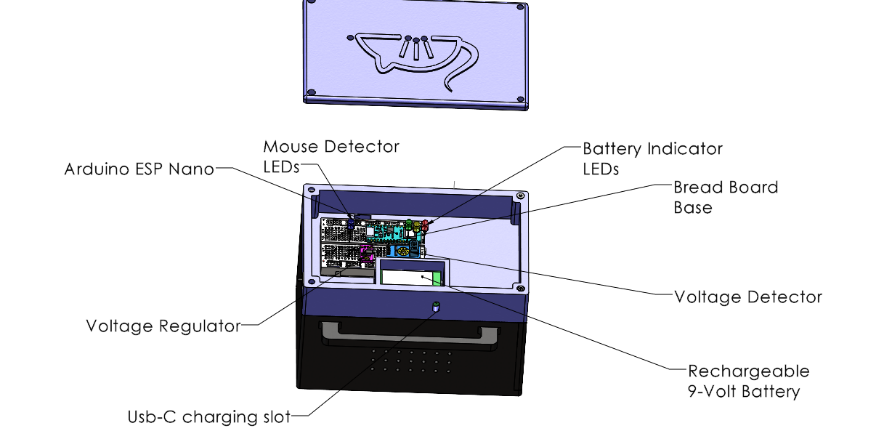 Mouse Detector
LEDs
Battery Indicator
LEDs
Arduino ESP Nano
Bread Board
Base
Voltage Detector
Voltage Regulator
Rechargeable
9-Volt Battery
Usb-C charging slot